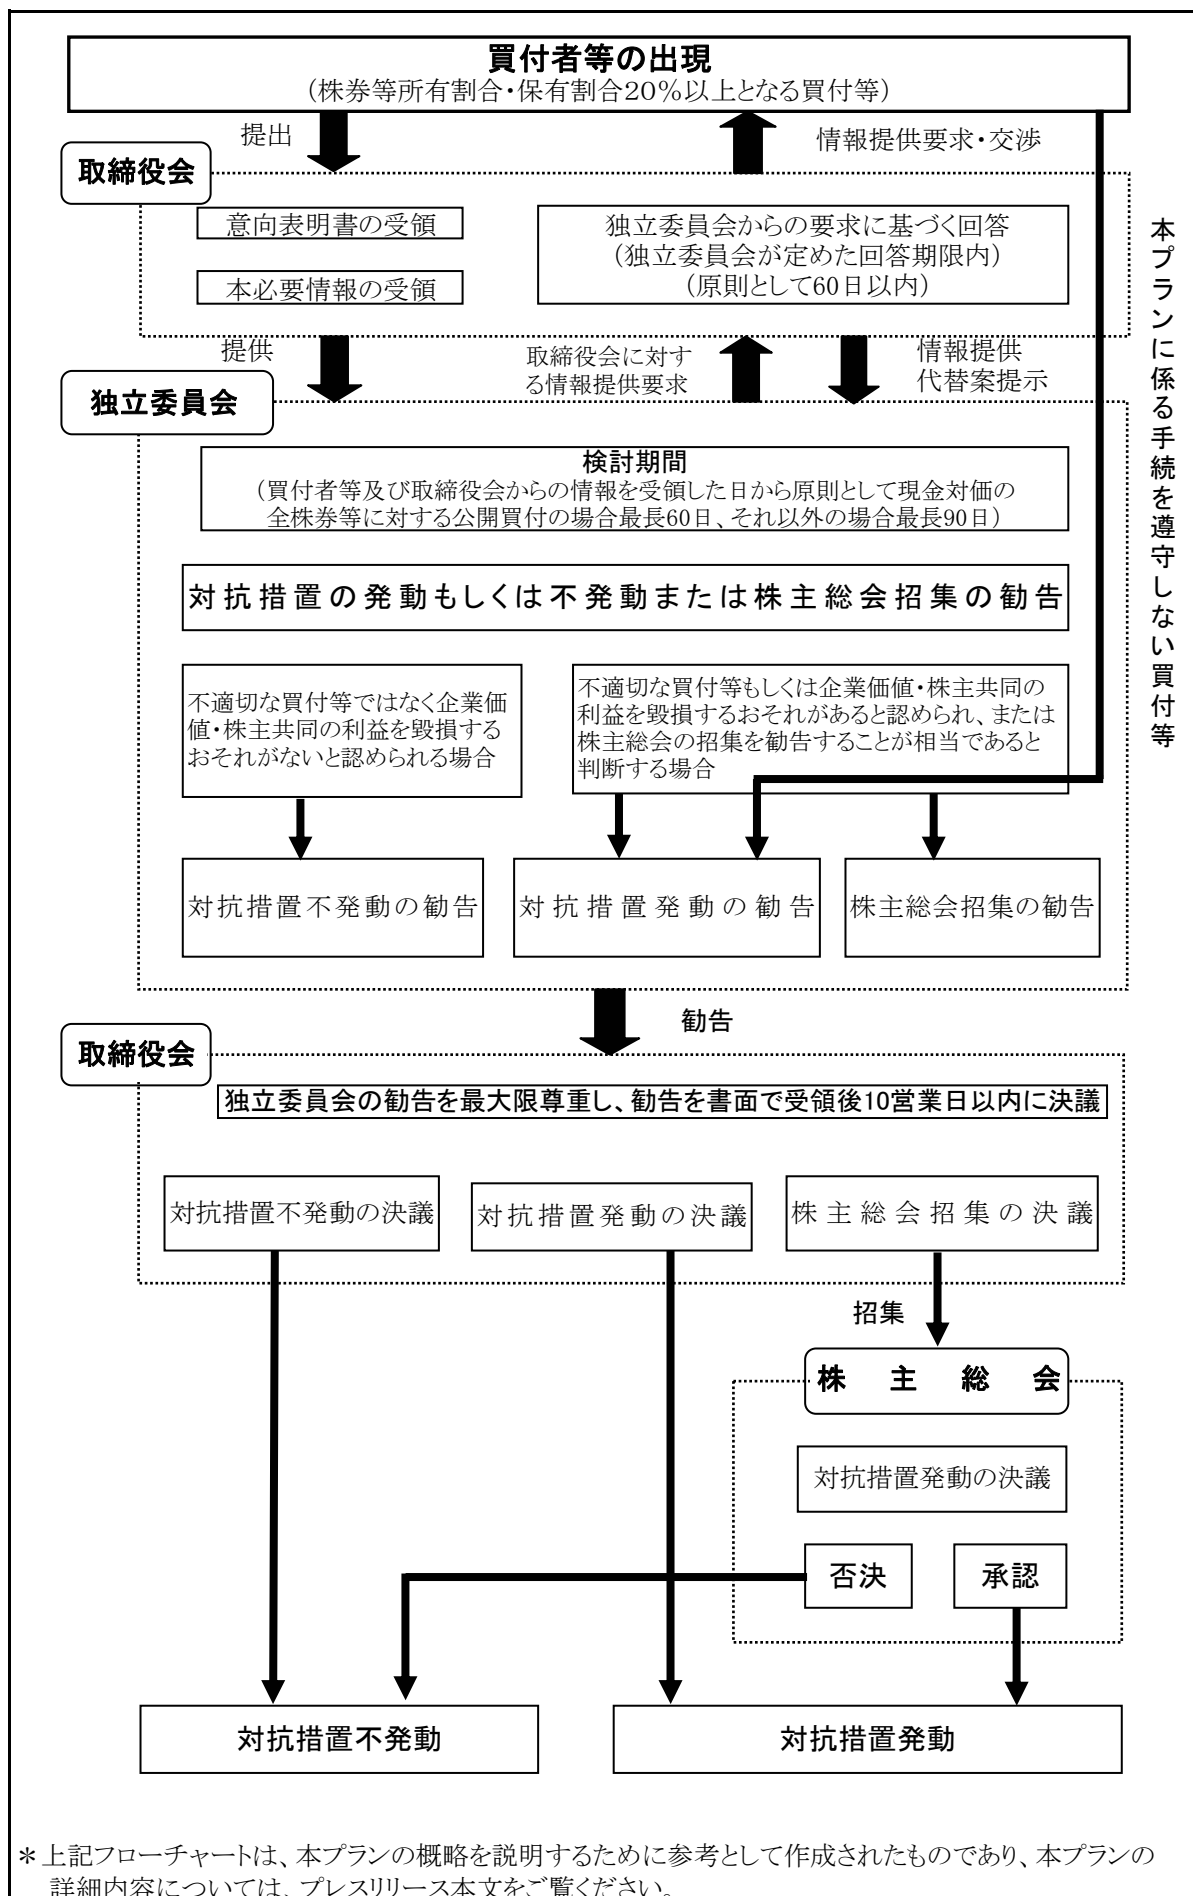 買付者等の出現
（株券等所有割合・保有割合20％以上となる買付等）
提出
情報提供要求・交渉
取締役会
意向表明書の受領
本必要情報の受領
独立委員会からの要求に基づく回答
（独立委員会が定めた回答期限内）
（原則として60日以内）
本プランに係る手続を遵守しない買付等
提供
取締役会に対す
る情報提供要求
情報提供
代替案提示
独立委員会
検討期間
（買付者等及び取締役会からの情報を受領した日から原則として現金対価の
全株券等に対する公開買付の場合最長60日、それ以外の場合最長90日）
対抗措置の発動もしくは不発動または株主総会招集の勧告
不適切な買付等ではなく企業価
値・株主共同の利益を毀損する
おそれがないと認められる場合
不適切な買付等もしくは企業価値・株主共同の
利益を毀損するおそれがあると認められ、または
株主総会の招集を勧告することが相当であると
判断する場合
対抗措置不発動の勧告
対抗措置発動の勧告
株主総会招集の勧告
勧告
取締役会
独立委員会の勧告を最大限尊重し、勧告を書面で受領後10営業日以内に決議
対抗措置不発動の決議
対抗措置発動の決議
株主総会招集の決議
招集
株主総会
対抗措置発動の決議
否決
承認
対抗措置不発動
対抗措置発動
＊上記フローチャートは、本プランの概略を説明するために参考として作成されたものであり、本プランの
詳細内容については、プレスリリース本文をご覧ください。